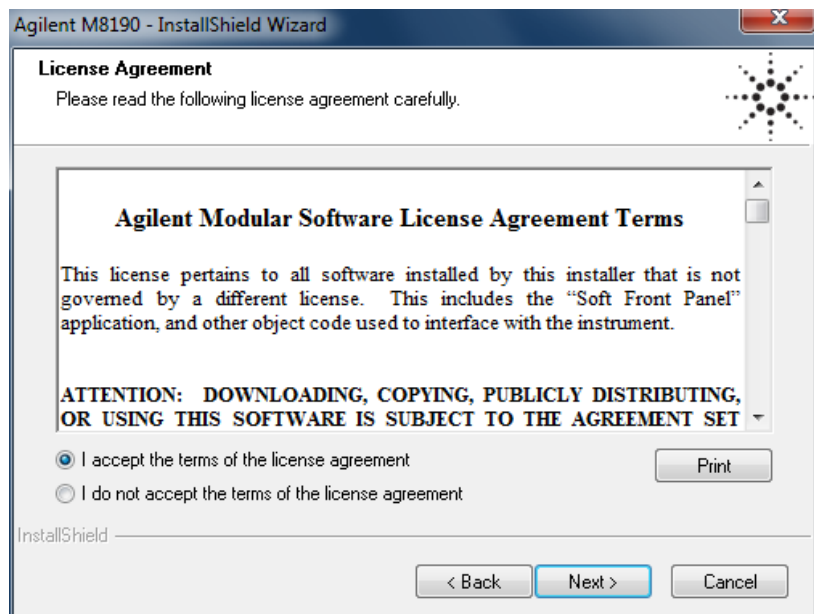 Agilent M8190 - InstallShield Wizard
License Agreement
Please read the following license agreement carefully.
Agilent Modular Software License Agreement Terms
This license pertains to all software installed by this installer that is not
governed by a different license. This includes the “Soft Front Panel”
application, and other object code used to interface with the instrument.
ATTENTION: DOWNLOADING, COPYING, PUBLICLY DISTRIBUTING,
OR USING THIS SOFTWARE IS SUBJECT TO THE AGREEMENT SET
I accept the terms of the license agreement
Print
I do not accept the terms of the license agreement
InstallShield
< Back Next > Cancel